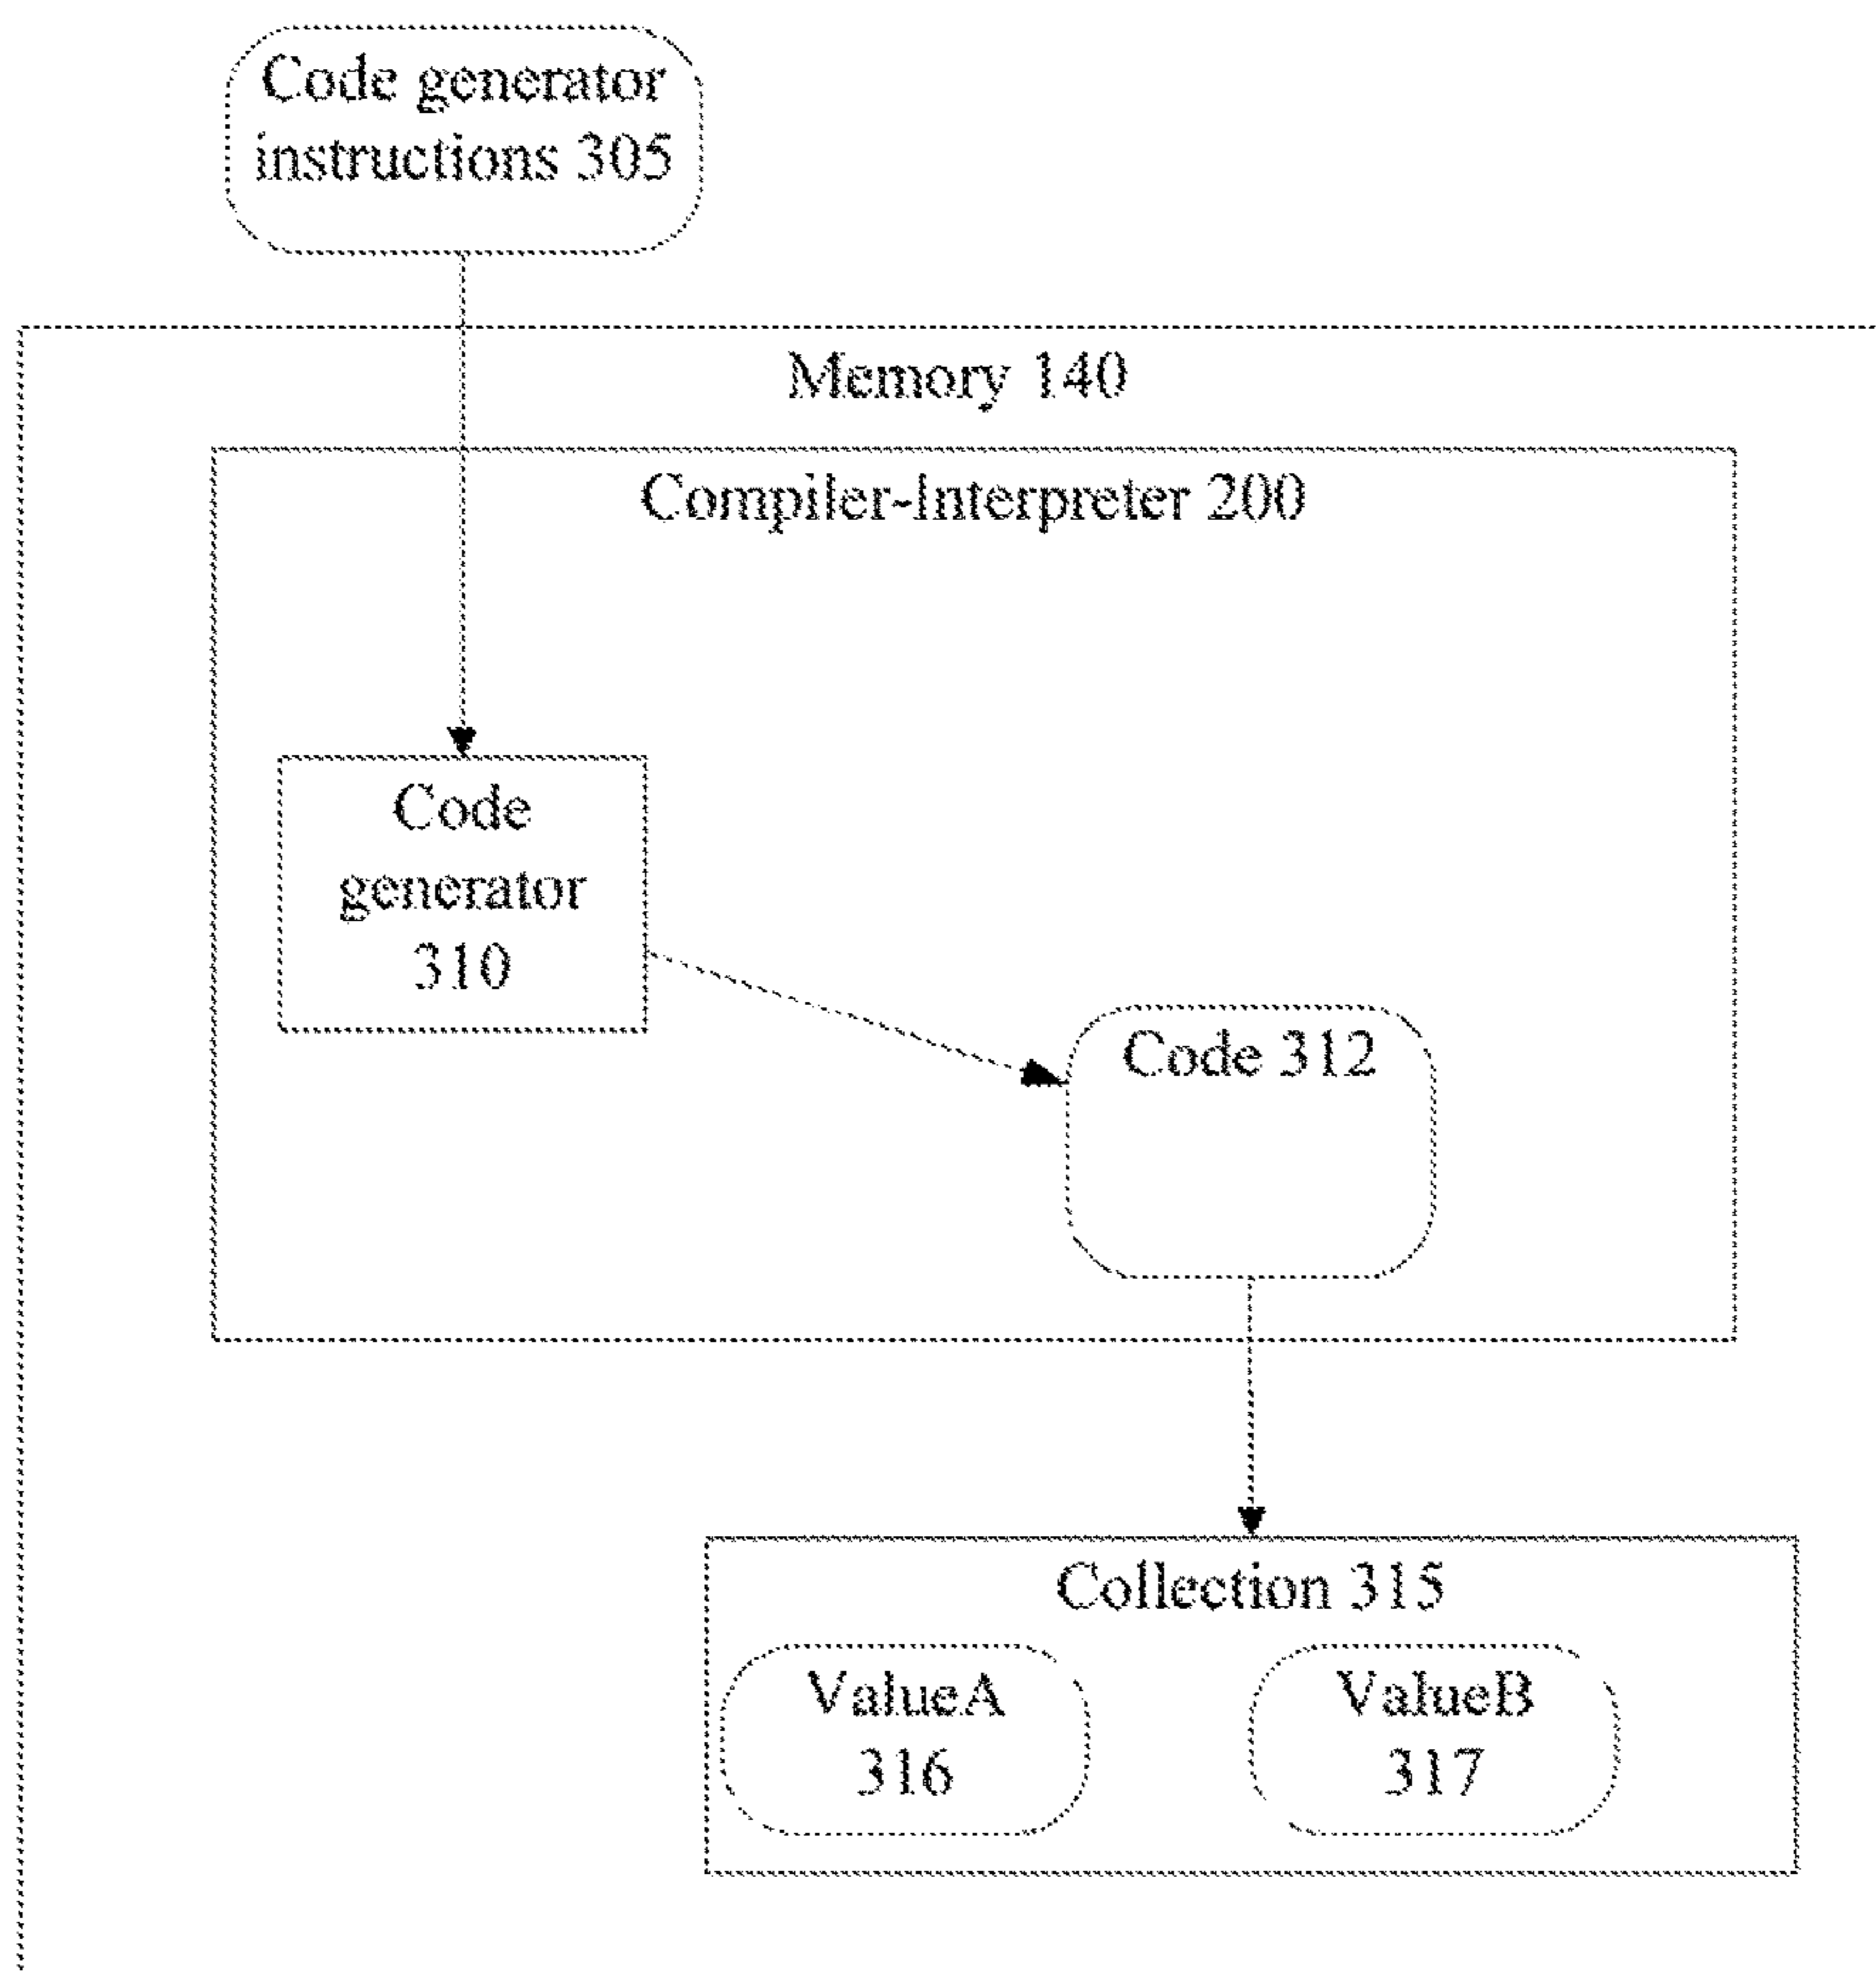 Code generator
instructions 305
Memory 140
Compiler-Interpreter 200
Code
generator
310
Code 312
Collection 315
ValueA
316
ValueB
317